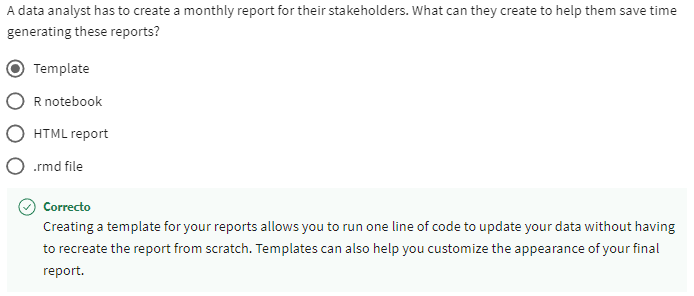 A data analyst has to create a monthly report for their stakeholders. What can they create to help them save time
generating these reports?
Template
R notebook
HTML report
.rmd file
Correcto
Creating a template for your reports allows you to run one line of code to update your data without having
to recreate the report from scratch. Templates can also help you customize the appearance of your final
report.